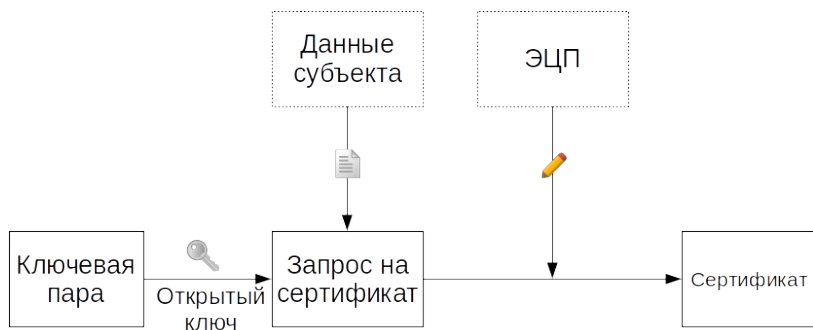 Данные
субъекта
ЭЦП
Ключевая
пара
Открытый
ключ
Запрос на
сертификат
Сертификат